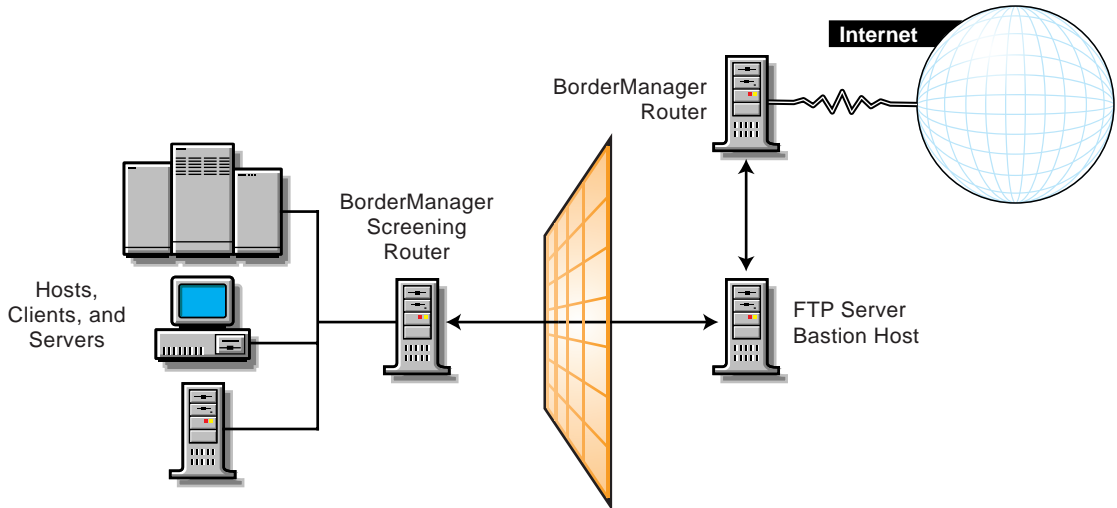 Internet
BorderManager
Router
BorderManager
Screening
Router
Hosts,
Clients, and
Servers
FTP Server
Bastion Host